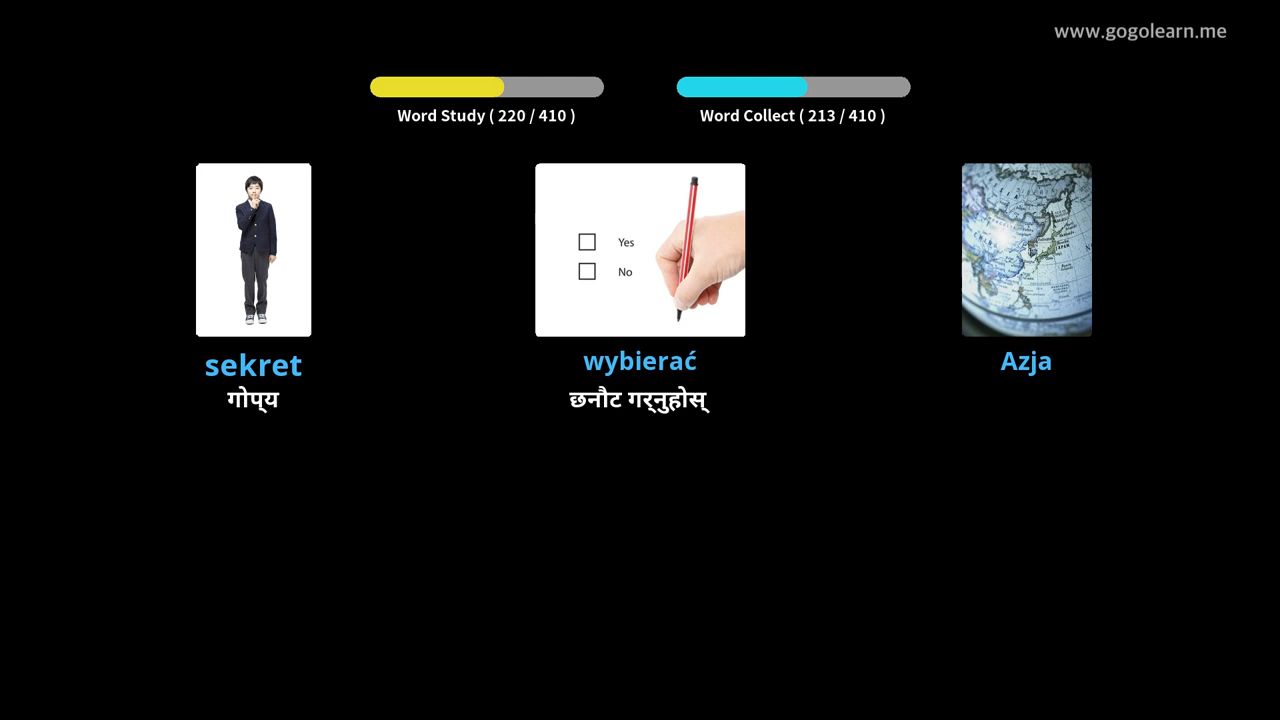 www.gogolearn.me
Word Study ( 220 / 410 )
Word Collect ( 213 / 410 )
Yes
No
sekret
wybierać
Azja
गोप्य
छनौट गर्नुहोस्